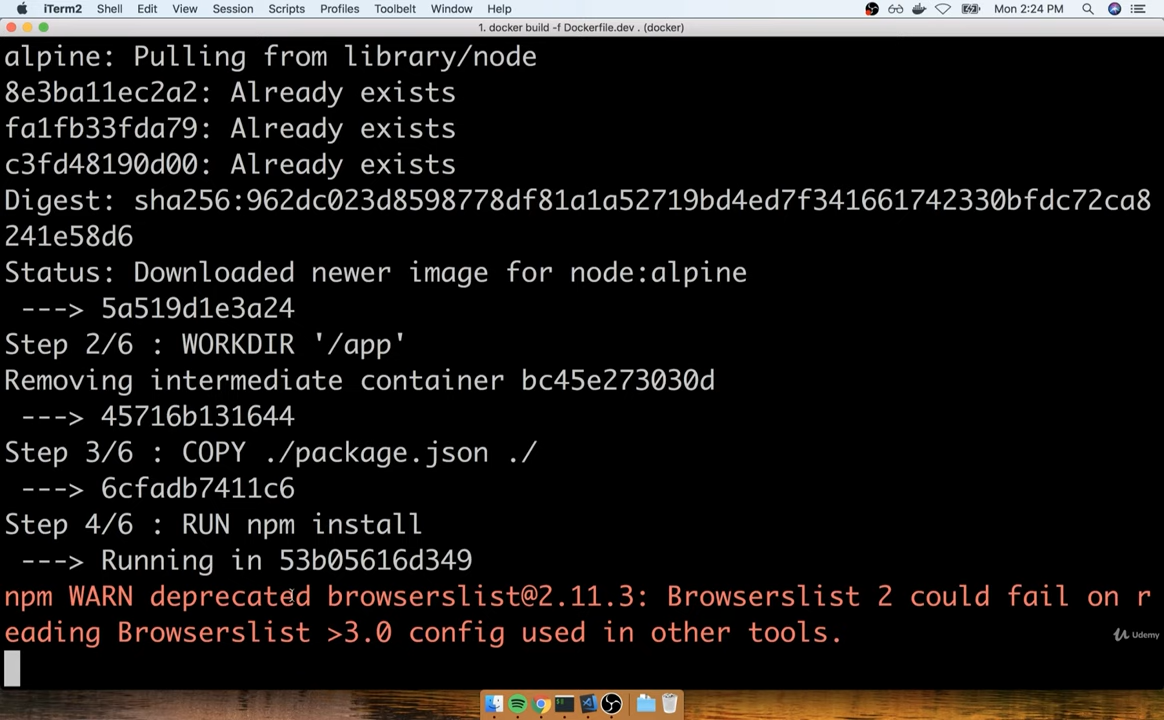 iTerm2 Shell Edit View Session Scripts Profiles Toolbelt Window Help Mon 2:24 PM
1. docker build -f Dockerfile.dev . (docker)
alpine: Pulling from library/node
8e3ba11ec2a2: Already exists
fa1fb33fda79: Already exists
c3fd48190d00: Already exists
Digest: sha256:962dc023d8598778df81a1a52719bd4ed7f341661742330bfdc72ca8
241e58d6
Status: Downloaded newer image for node:alpine
---> 5a519d1e3a24
Step 2/6 : WORKDIR '/app'
Removing intermediate container bc45e273030d
---> 45716b131644
Step 3/6 : COPY ./package.json ./
---> 6cfadb7411c6
Step 4/6 : RUN npm install
---> Running in 53b05616d349
npm WARN deprecated browserslist@2.11.3: Browserslist 2 could fail on r
eading Browserslist >3.0 config used in other tools.
Udemy